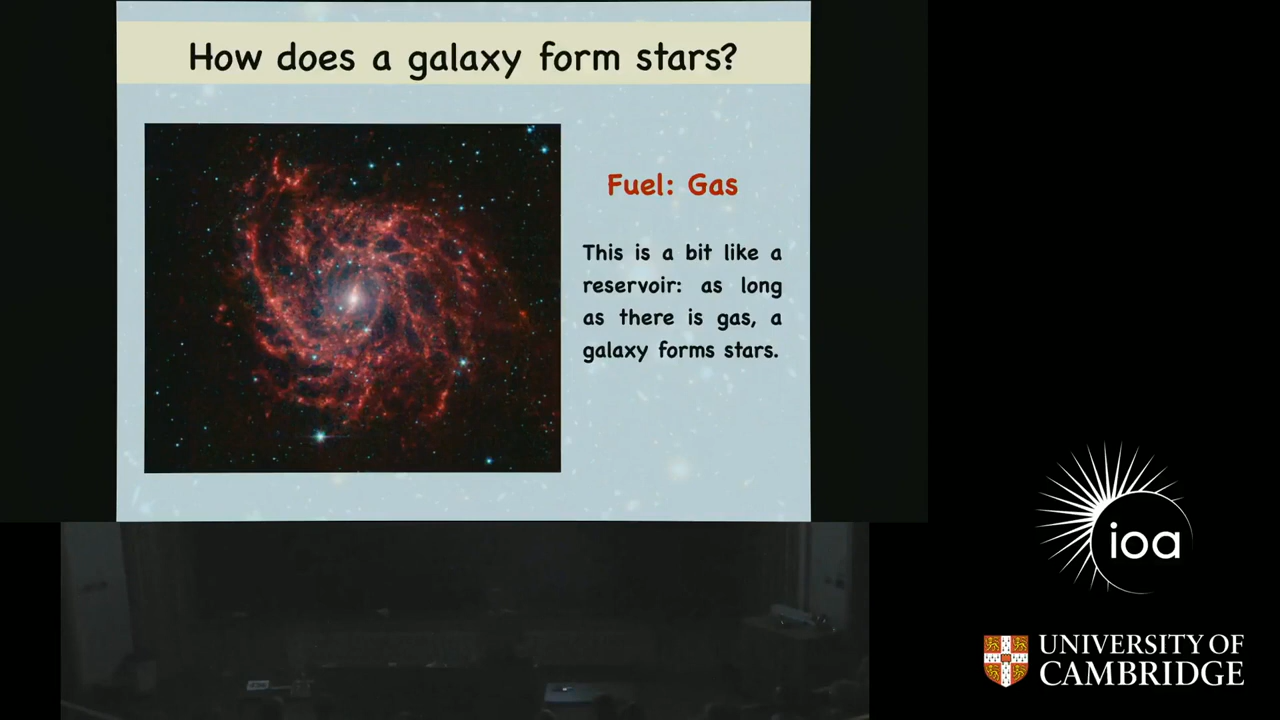 How does a galaxy form stars?
Fuel: Gas
This is a bit like a
reservoir: as long
as there is gas, a
galaxy forms stars.
ioa
UNIVERSITY OF
CAMBRIDGE